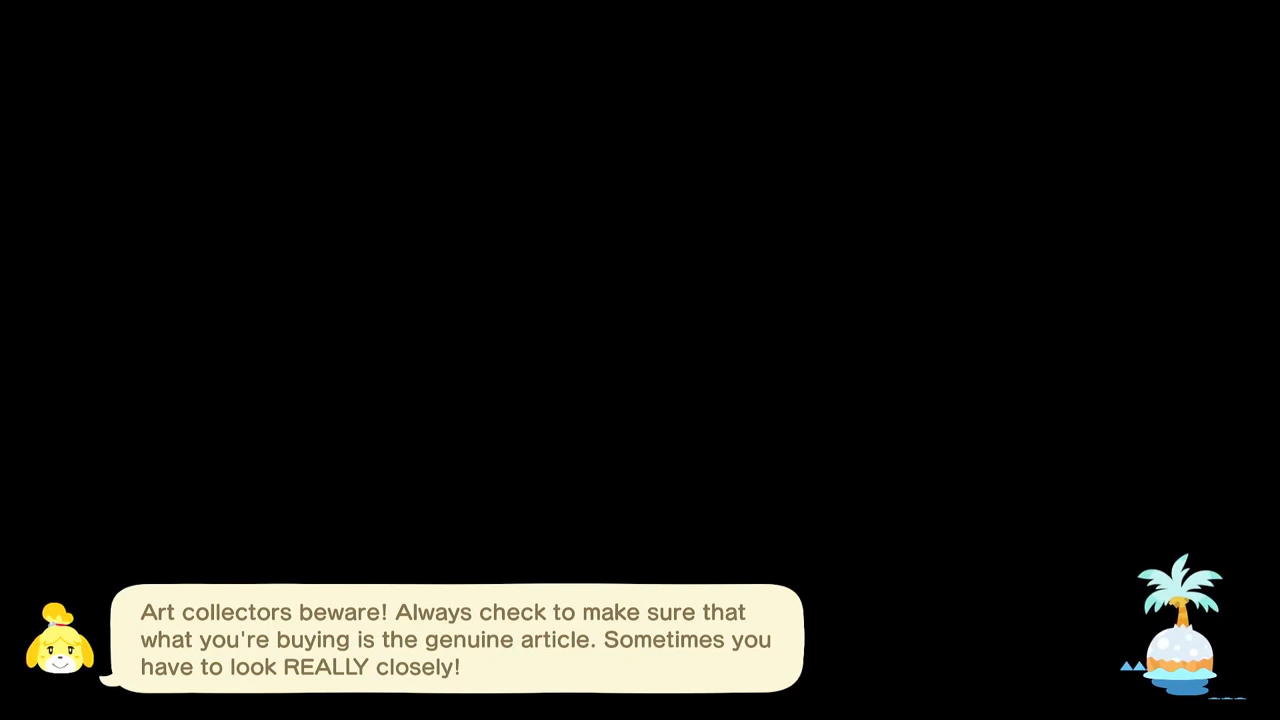 Art collectors beware! Always check to make sure that
what you're buying is the genuine article. Sometimes you
have to look REALLY closely!